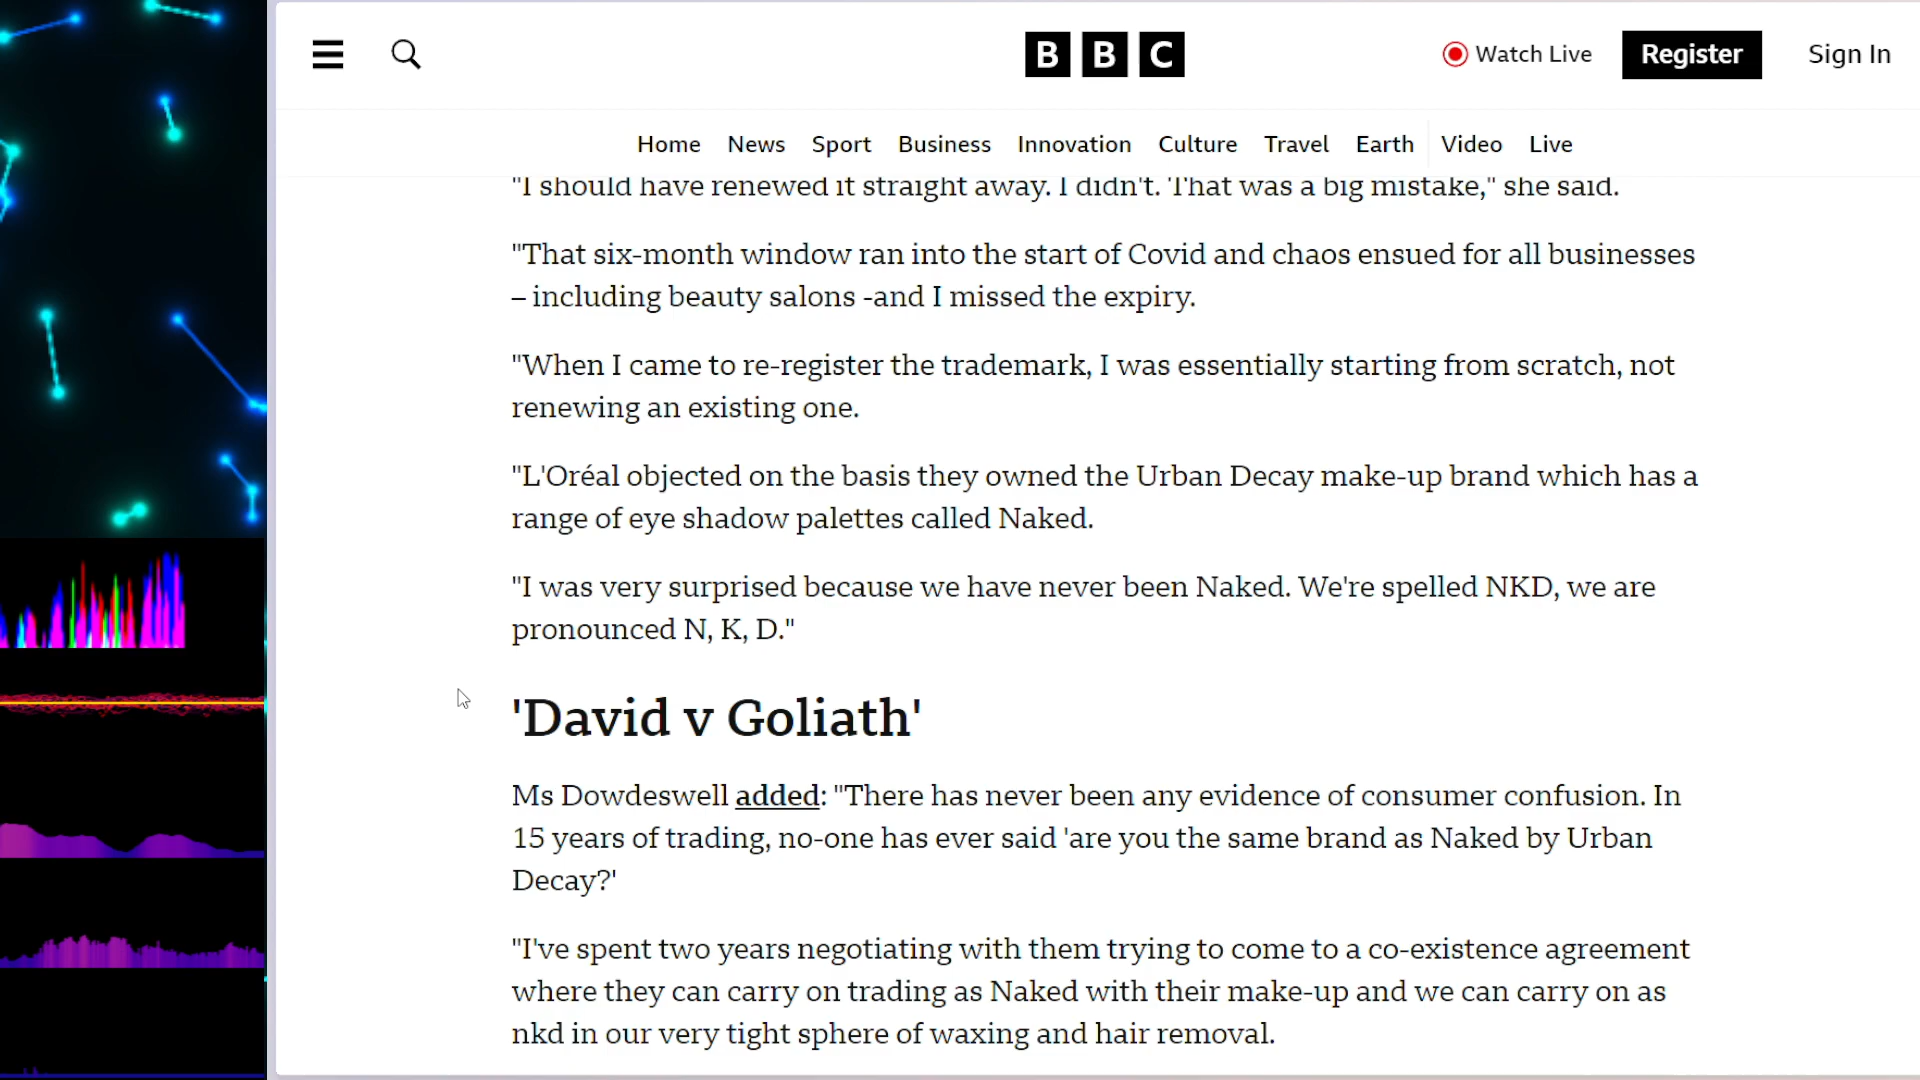 BBC
Watch Live
Register
Sign In
Home News Sport Business Innovation Culture Travel Earth Video Live
"I should have renewed it straight away. I didn't. That was a big mistake," she said.
"That six-month window ran into the start of Covid and chaos ensued for all businesses
– including beauty salons -and I missed the expiry.
"When I came to re-register the trademark, I was essentially starting from scratch, not
renewing an existing one.
"L'Oréal objected on the basis they owned the Urban Decay make-up brand which has a
range of eye shadow palettes called Naked.
"I was very surprised because we have never been Naked. We're spelled NKD, we are
pronounced N, K, D."
'David v Goliath'
Ms Dowdeswell added: "There has never been any evidence of consumer confusion. In
15 years of trading, no-one has ever said 'are you the same brand as Naked by Urban
Decay?'
"I've spent two years negotiating with them trying to come to a co-existence agreement
where they can carry on trading as Naked with their make-up and we can carry on as
nkd in our very tight sphere of waxing and hair removal.